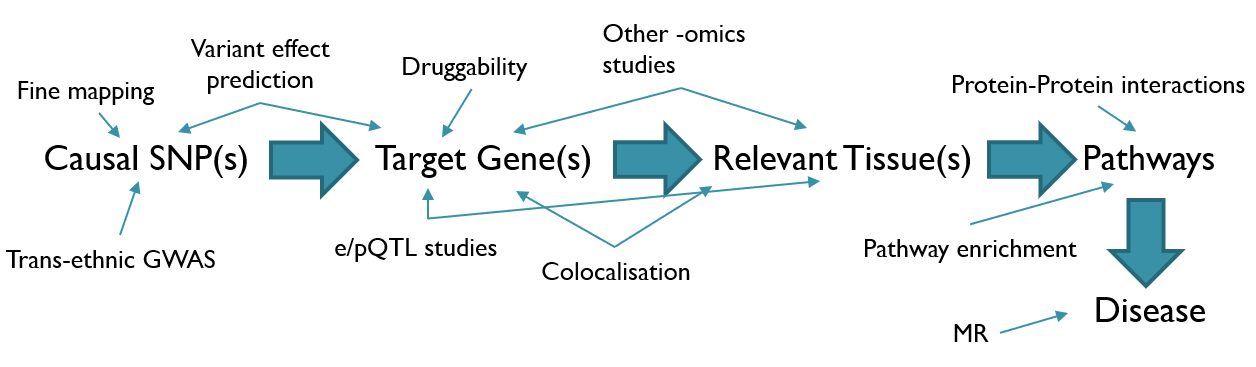 Other -omics
studies
Variant effect
prediction
Druggability
Fine mapping
Protein-Protein interactions
Causal SNP(s)
Target Gene(s)
Relevant Tissue(s)
Pathways
Trans-ethnic GWAS
e/pQTL studies
Colocalisation
Pathway enrichment
Disease
MR